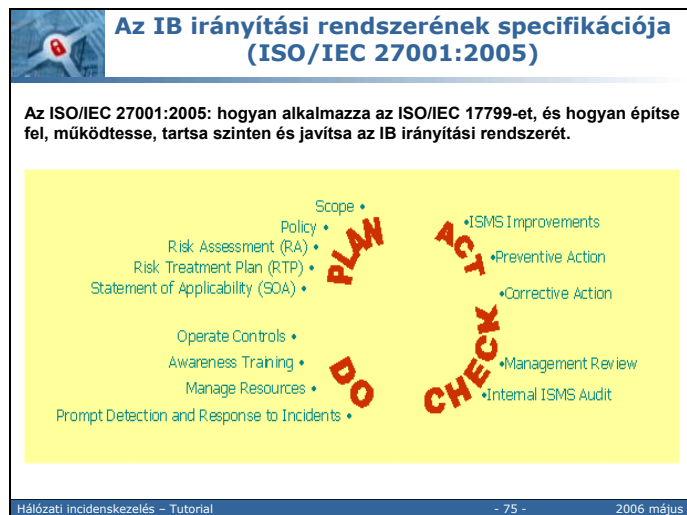 Az IB irányítási rendszerének specifikációja
(ISO/IEC 27001:2005)
Az ISO/IEC 27001:2005: hogyan alkalmazza az ISO/IEC 17799-et, és hogyan építse
fel, működtesse, tartsa szinten és javítsa az IB irányítási rendszerét.
Scope •
Policy •
Risk Assessment (RA) •
Risk Treatment Plan (RTP) •
Statement of Applicability (SOA) •
PLAN
ACT
•ISMS Improvements
•Preventive Action
•Corrective Action
Operate Controls •
Awareness Training •
Manage Resources •
Prompt Detection and Response to Incidents •
DO
CHECK
•Management Review
•Internal ISMS Audit
Hálózati incidenskezelés – Tutorial - 75 - 2006 május